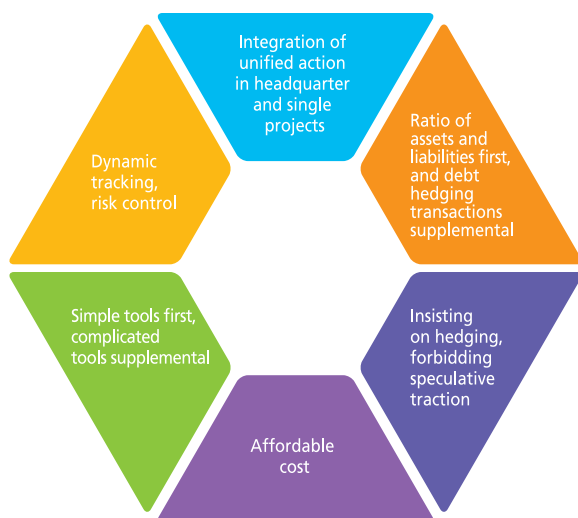 Integration of
unified action
in headquarter
and single
projects
Ratio of
assets and
liabilities first,
and debt
hedging
transactions
supplemental
Insisting
on hedging,
forbidding
speculative
traction
Affordable
cost
Simple tools first,
complicated
tools supplemental
Dynamic
tracking,
risk control